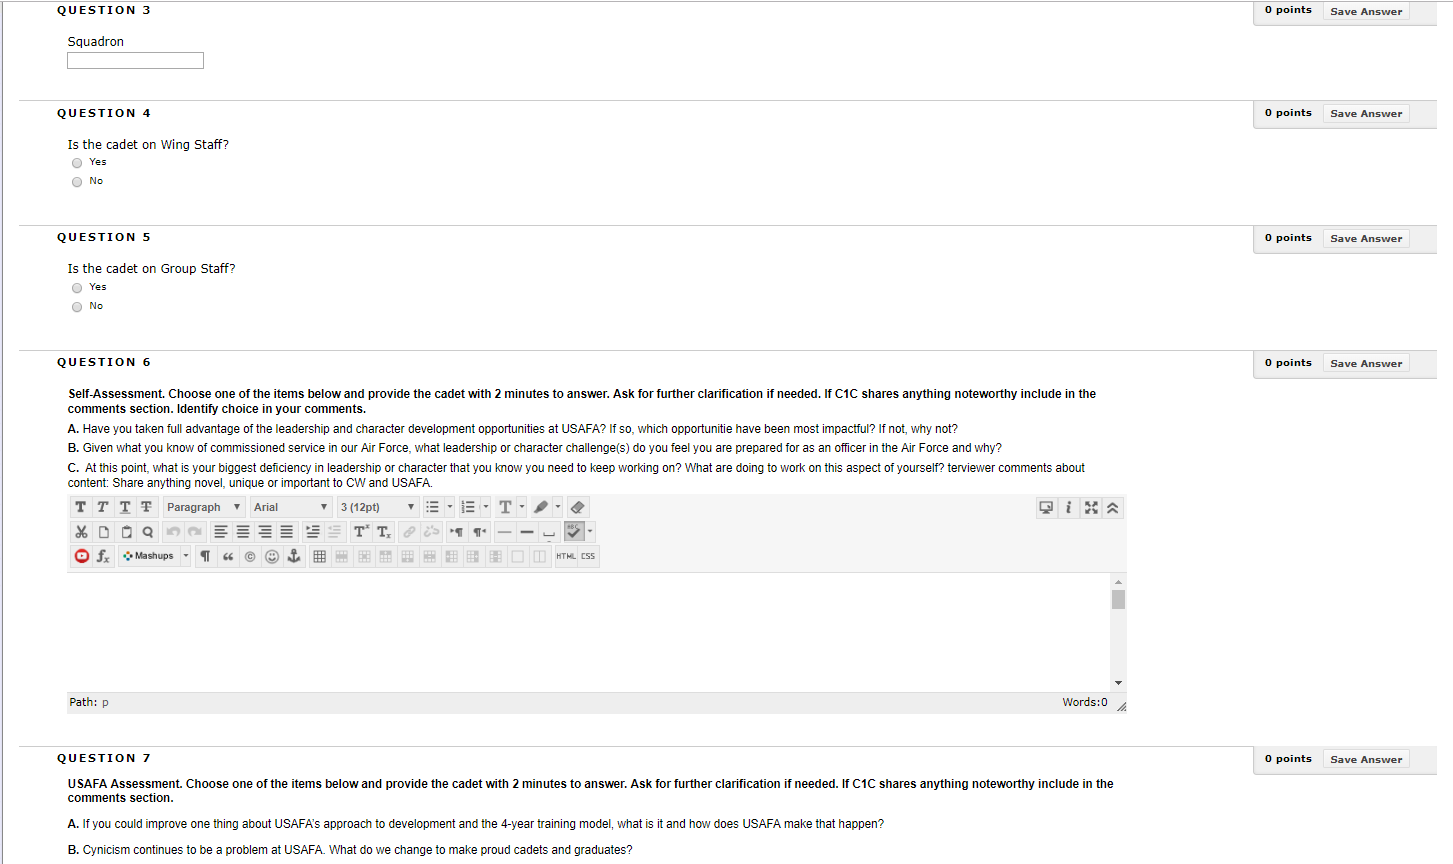 QUESTION 3
0 points Save Answer
Squadron
QUESTION 4
0 points Save Answer
Is the cadet on Wing Staff?
Yes
No
QUESTION 5
0 points Save Answer
Is the cadet on Group Staff?
Yes
No
QUESTION 6
0 points Save Answer
Self-Assessment. Choose one of the items below and provide the cadet with 2 minutes to answer. Ask for further clarification if needed. If C1C shares anything noteworthy include in the
comments section. Identify choice in your comments.
A. Have you taken full advantage of the leadership and character development opportunities at USAFA? If so, which opportunitie have been most impactful? If not, why not?
B. Given what you know of commissioned service in our Air Force, what leadership or character challenge(s) do you feel you are prepared for as an officer in the Air Force and why?
C. At this point, what is your biggest deficiency in leadership or character that you know you need to keep working on? What are doing to work on this aspect of yourself? terviewer comments about
content: Share anything novel, unique or important to CW and USAFA.
T T T T Paragraph Arial 3 (12pt) T
T T
fx Mashups ¶ © HTML CSS
Path: p Words:0
QUESTION 7
0 points Save Answer
USAFA Assessment. Choose one of the items below and provide the cadet with 2 minutes to answer. Ask for further clarification if needed. If C1C shares anything noteworthy include in the
comments section.
A. If you could improve one thing about USAFA's approach to development and the 4-year training model, what is it and how does USAFA make that happen?
B. Cynicism continues to be a problem at USAFA. What do we change to make proud cadets and graduates?